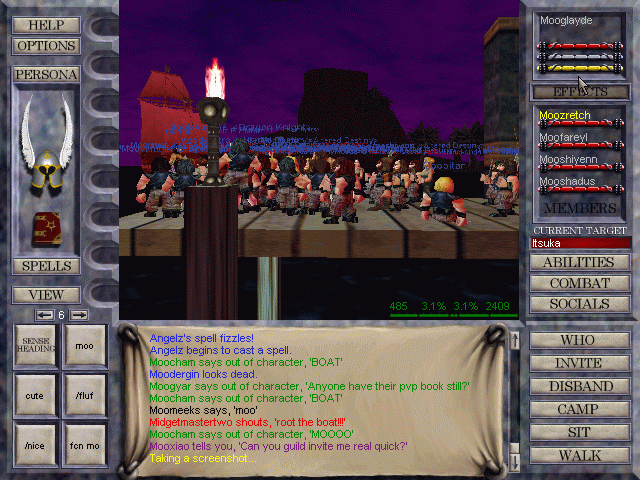 HELP
OPTIONS
PERSONA
SPELLS
VIEW
6
SENSE HEADING
moo
cute
/fluf
/nice
fcn mo
485 3.1% 3.1% 2409
Angelz's spell fizzles!
Angelz begins to cast a spell.
Moocham says out of character, 'BOAT'
Moodergin looks dead.
Moogyar says out of character, 'Anyone have their pvp book still?'
Moocham says out of character, 'BOAT'
Moomeeks says, 'moo'
Midgetmastertwo shouts, 'root the boat!!!'
Moocham says out of character, 'MOOOO'
Mooxiao tells you, 'Can you guild invite me real quick?'
Taking a screenshot...
Mooglayde
EFFECTS
Moozretch
Moofareyl
Mooshiyenn
Mooshadus
MEMBERS
CURRENT TARGET
Itsuka
ABILITIES
COMBAT
SOCIALS
WHO
INVITE
DISBAND
CAMP
SIT
WALK